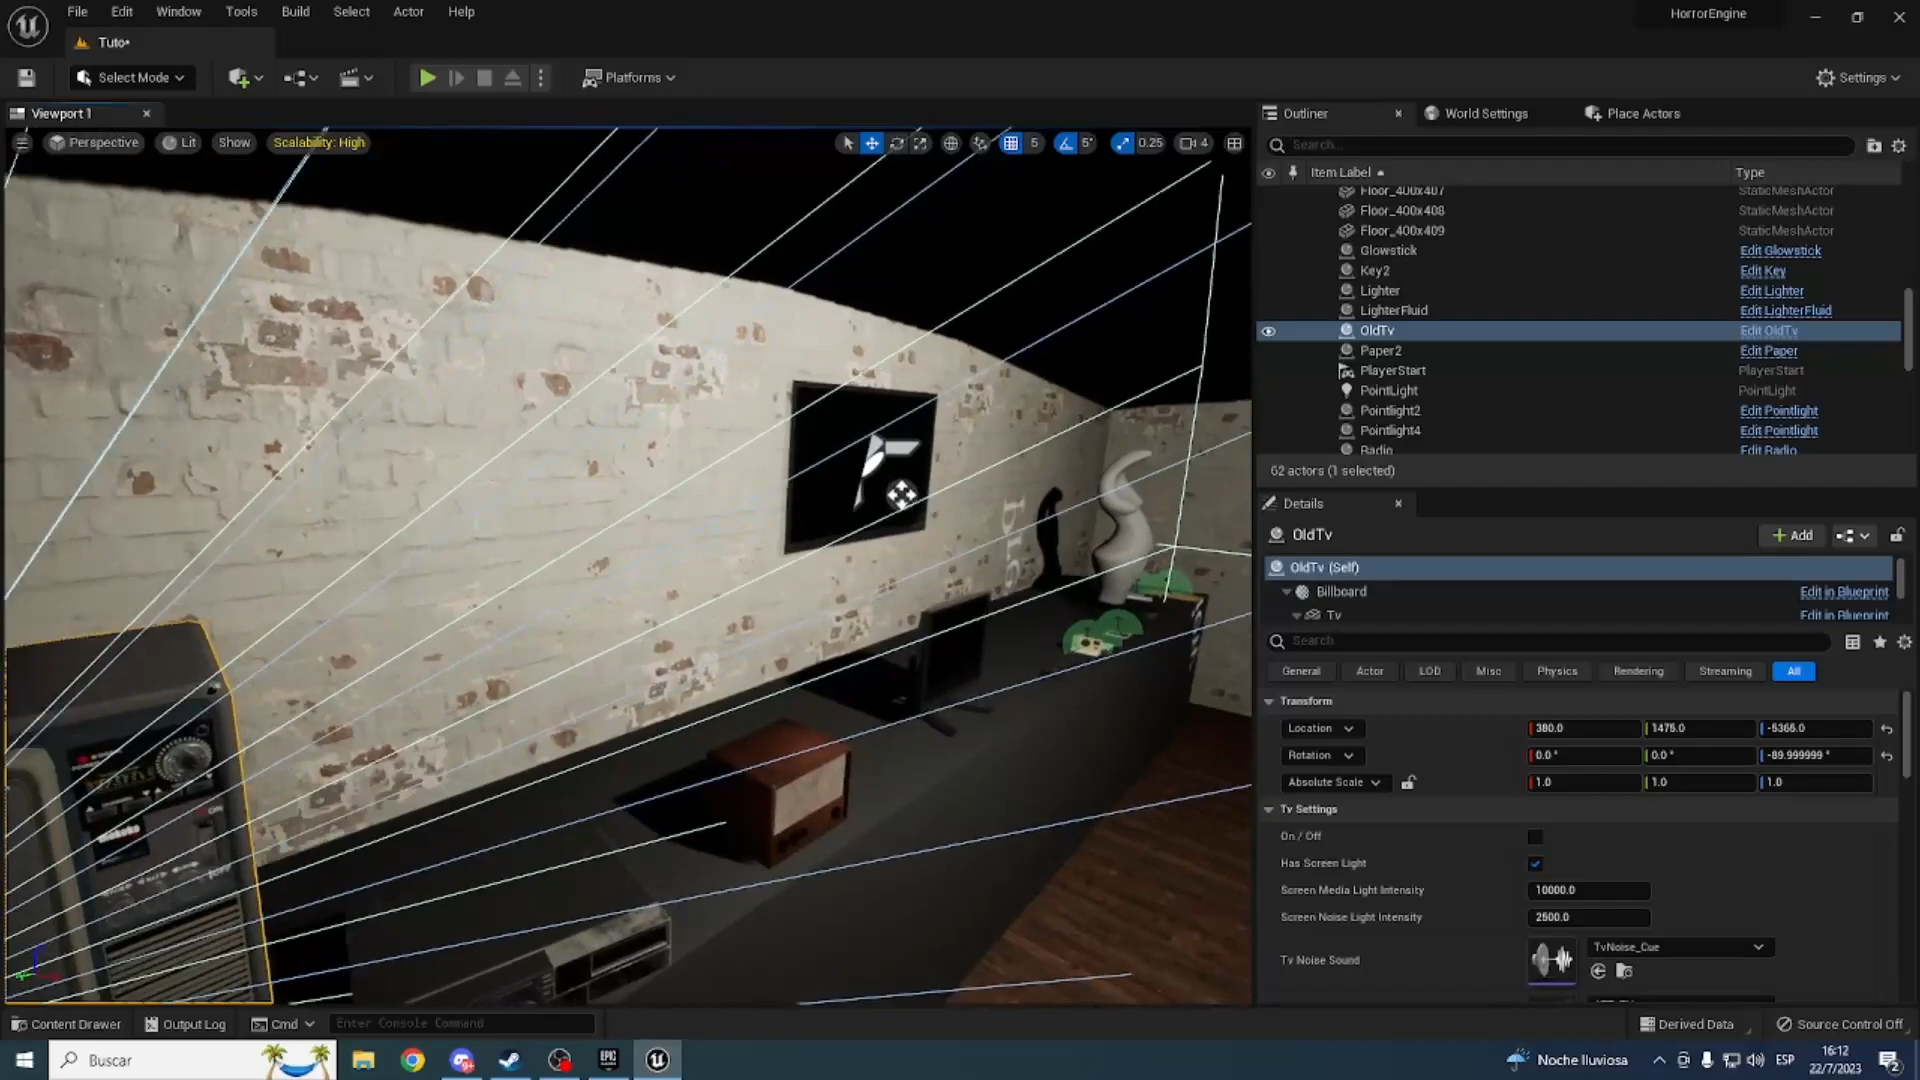 File Edit Window Tools Build Select Actor Help
HorrorEngine
Tuto*
Select Mode
Platforms
Settings
Viewport 1
Perspective Lit Show Scalability: High
5 5° 0.25 4
Outliner World Settings Place Actors
Search...
Item Label Type
Floor_400x407 StaticMeshActor
Floor_400x408 StaticMeshActor
Floor_400x409 StaticMeshActor
Glowstick Edit Glowstick
Key2 Edit Key
Lighter Edit Lighter
LighterFluid Edit LighterFluid
OldTv Edit OldTv
Paper2 Edit Paper
PlayerStart PlayerStart
PointLight PointLight
Pointlight2 Edit Pointlight
Pointlight4 Edit Pointlight
Radio Edit Radio
62 actors (1 selected)
Details
OldTv
Add
OldTv (Self)
Billboard Edit in Blueprint
Tv Edit in Blueprint
Search
General Actor LOD Misc Physics Rendering Streaming All
Transform
Location 380.0 1475.0 -5365.0
Rotation 0.0° 0.0° -89.999999°
Absolute Scale 1.0 1.0 1.0
Tv Settings
On / Off
Has Screen Light
Screen Media Light Intensity 10000.0
Screen Noise Light Intensity 2500.0
Tv Noise Sound TvNoise_Cue
Content Drawer Output Log Cmd Enter Console Command
Derived Data Source Control Off
Buscar
EPIC
Noche lluviosa
ESP
16:12
22/7/2023
2